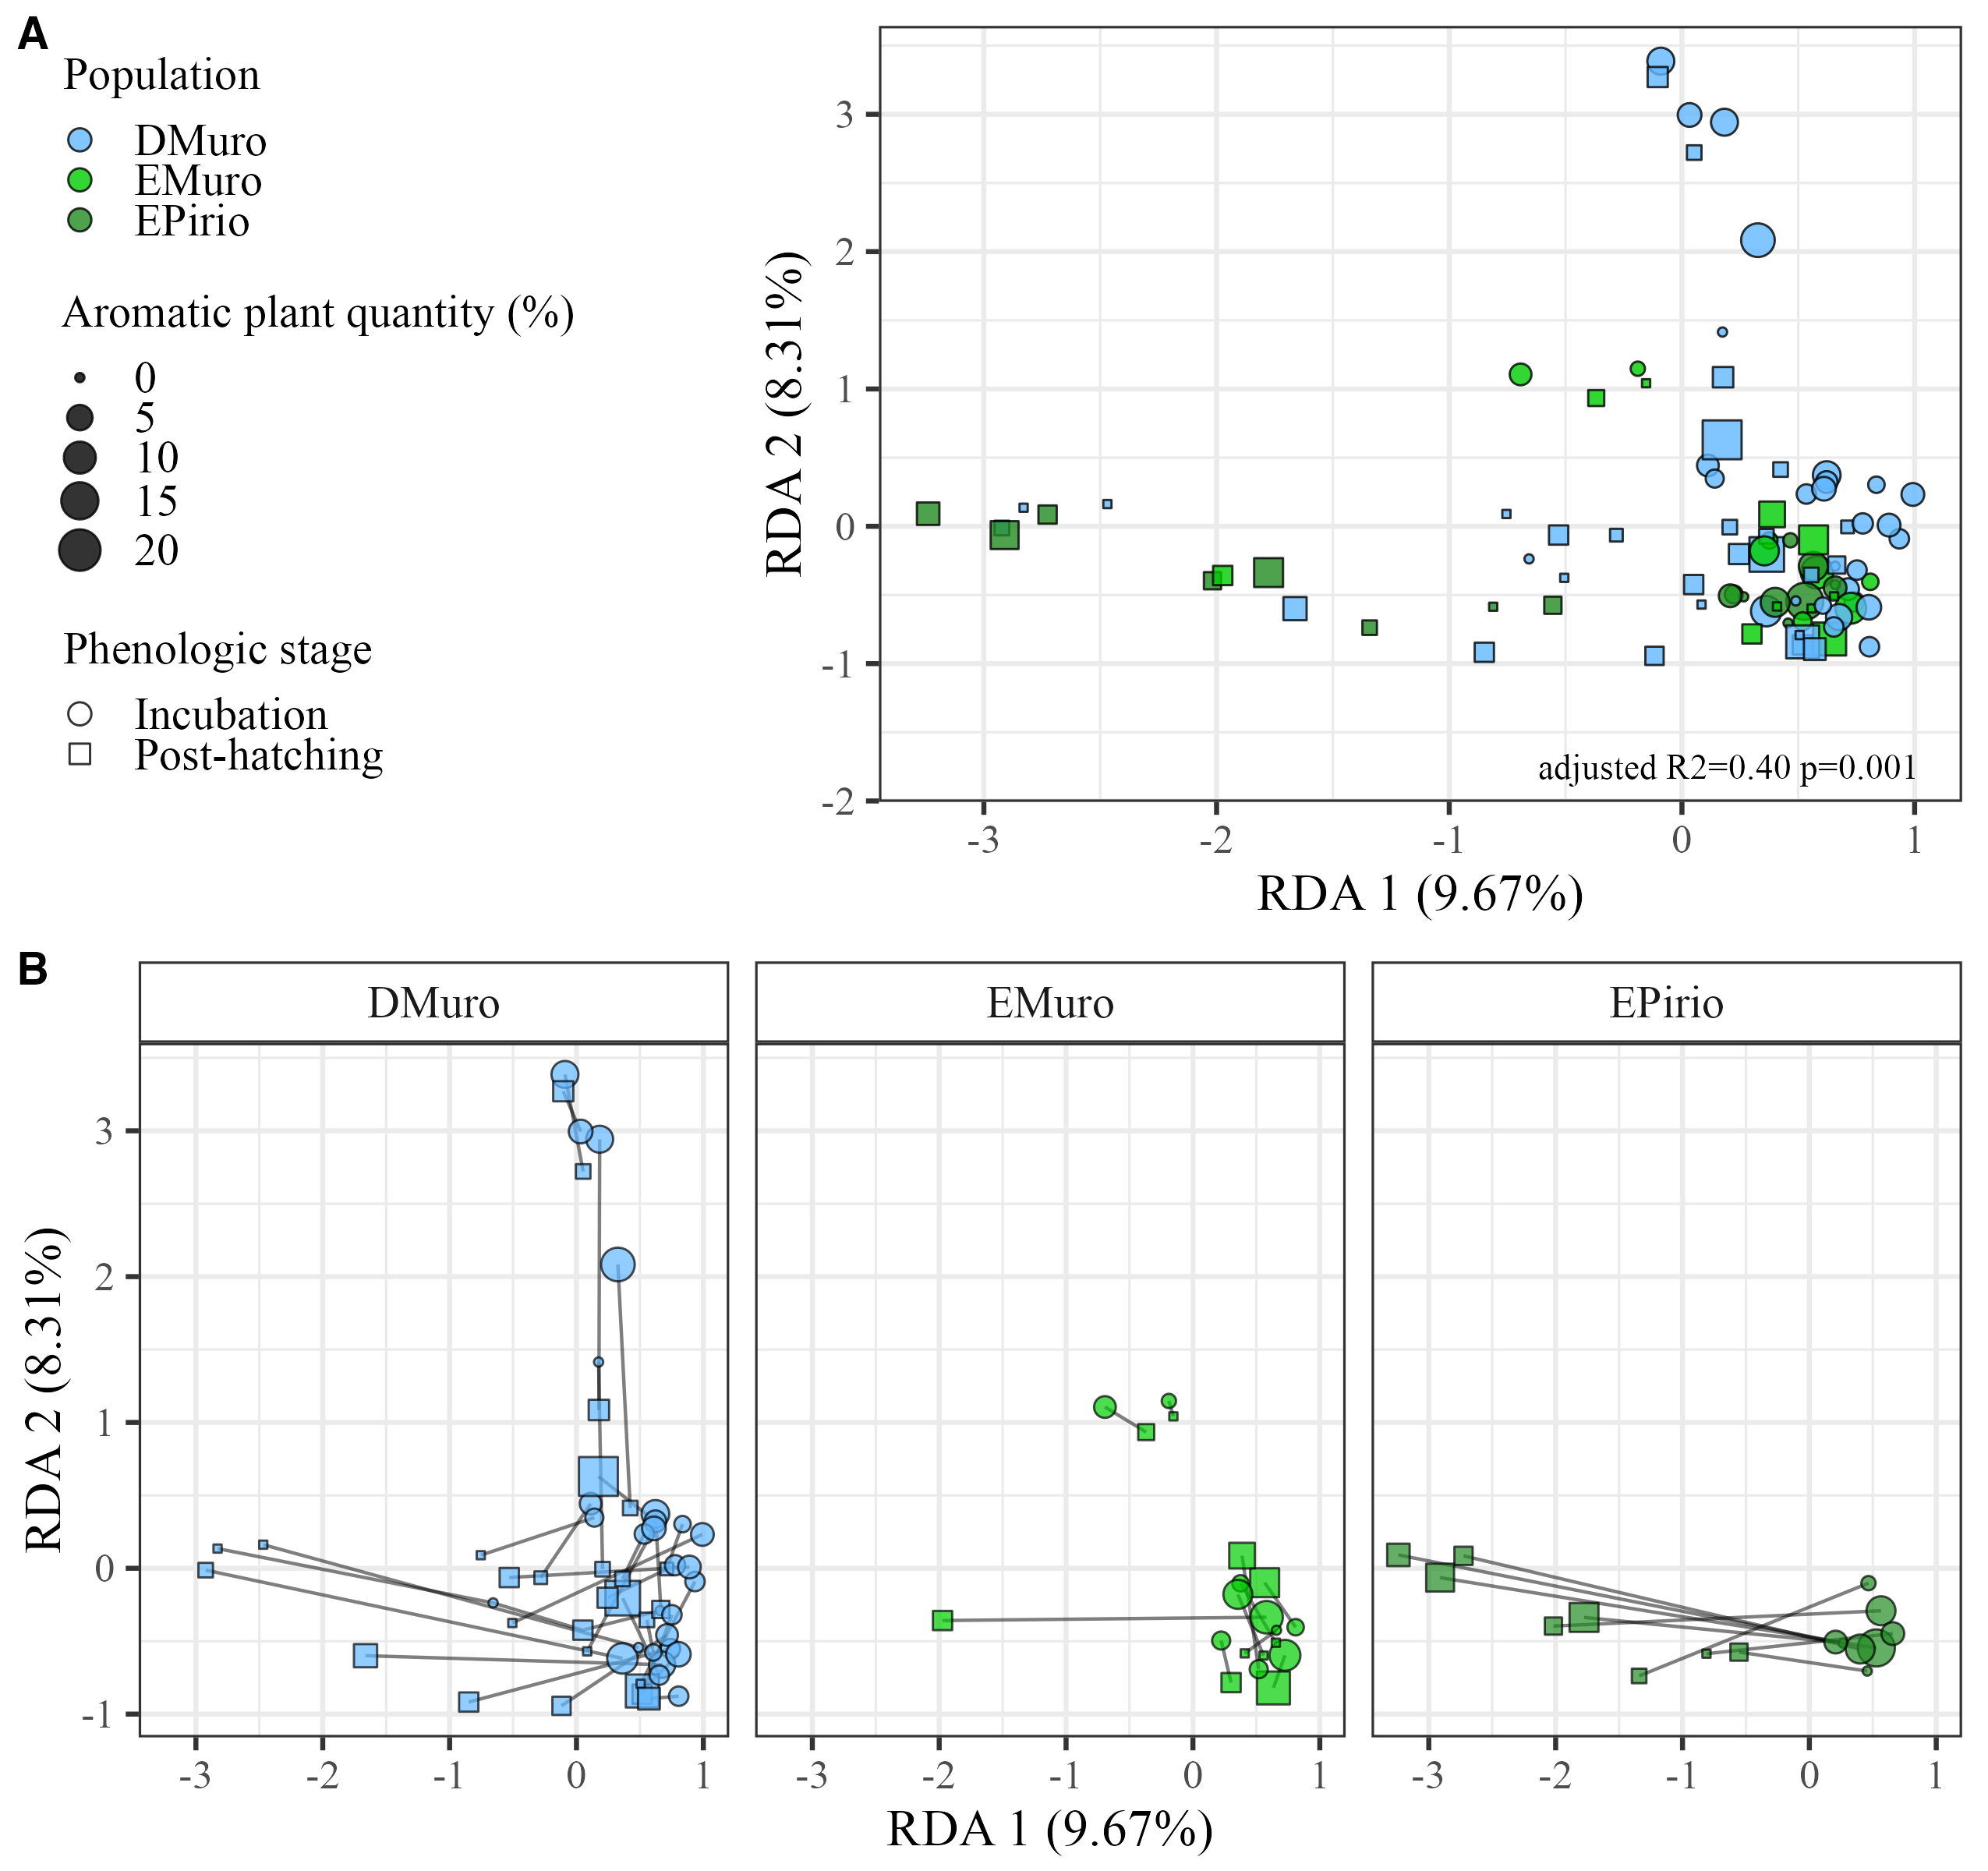 A
Population
DMuro
EMuro
EPirio
Aromatic plant quantity (%)
0
5
10
15
20
Phenologic stage
Incubation
Post-hatching
RDA 2 (8.31%)
3
2
1
0
-1
-2
adjusted R2=0.40 p=0.001
-3 -2 -1 0 1
RDA 1 (9.67%)
B
DMuro EMuro EPirio
RDA 2 (8.31%)
3
2
1
0
-1
-3 -2 -1 0 1 -3 -2 -1 0 1 -3 -2 -1 0 1
RDA 1 (9.67%)